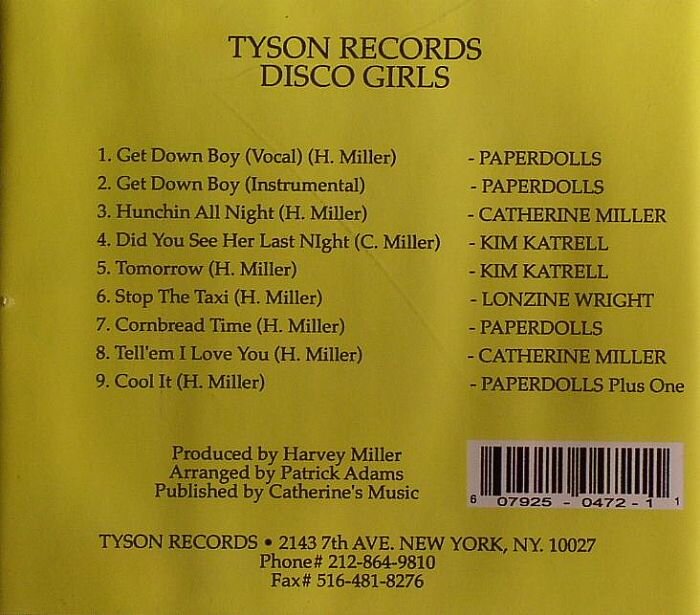 TYSON RECORDS
DISCO GIRLS
1. Get Down Boy (Vocal) (H. Miller) - PAPERDOLLS
2. Get Down Boy (Instrumental) - PAPERDOLLS
3. Hunchin All Night (H. Miller) - CATHERINE MILLER
4. Did You See Her Last NIght (C. Miller) - KIM KATRELL
5. Tomorrow (H. Miller) - KIM KATRELL
6. Stop The Taxi (H. Miller) - LONZINE WRIGHT
7. Cornbread Time (H. Miller) - PAPERDOLLS
8. Tell'em I Love You (H. Miller) - CATHERINE MILLER
9. Cool It (H. Miller) - PAPERDOLLS Plus One
Produced by Harvey Miller
Arranged by Patrick Adams
Published by Catherine's Music
6 07925 - 0472 - 1 1
TYSON RECORDS • 2143 7th AVE. NEW YORK, NY. 10027
Phone# 212-864-9810
Fax# 516-481-8276